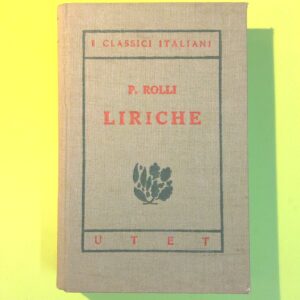 I CLASSICI ITALIANI
P. ROLLI
LIRICHE
UTET